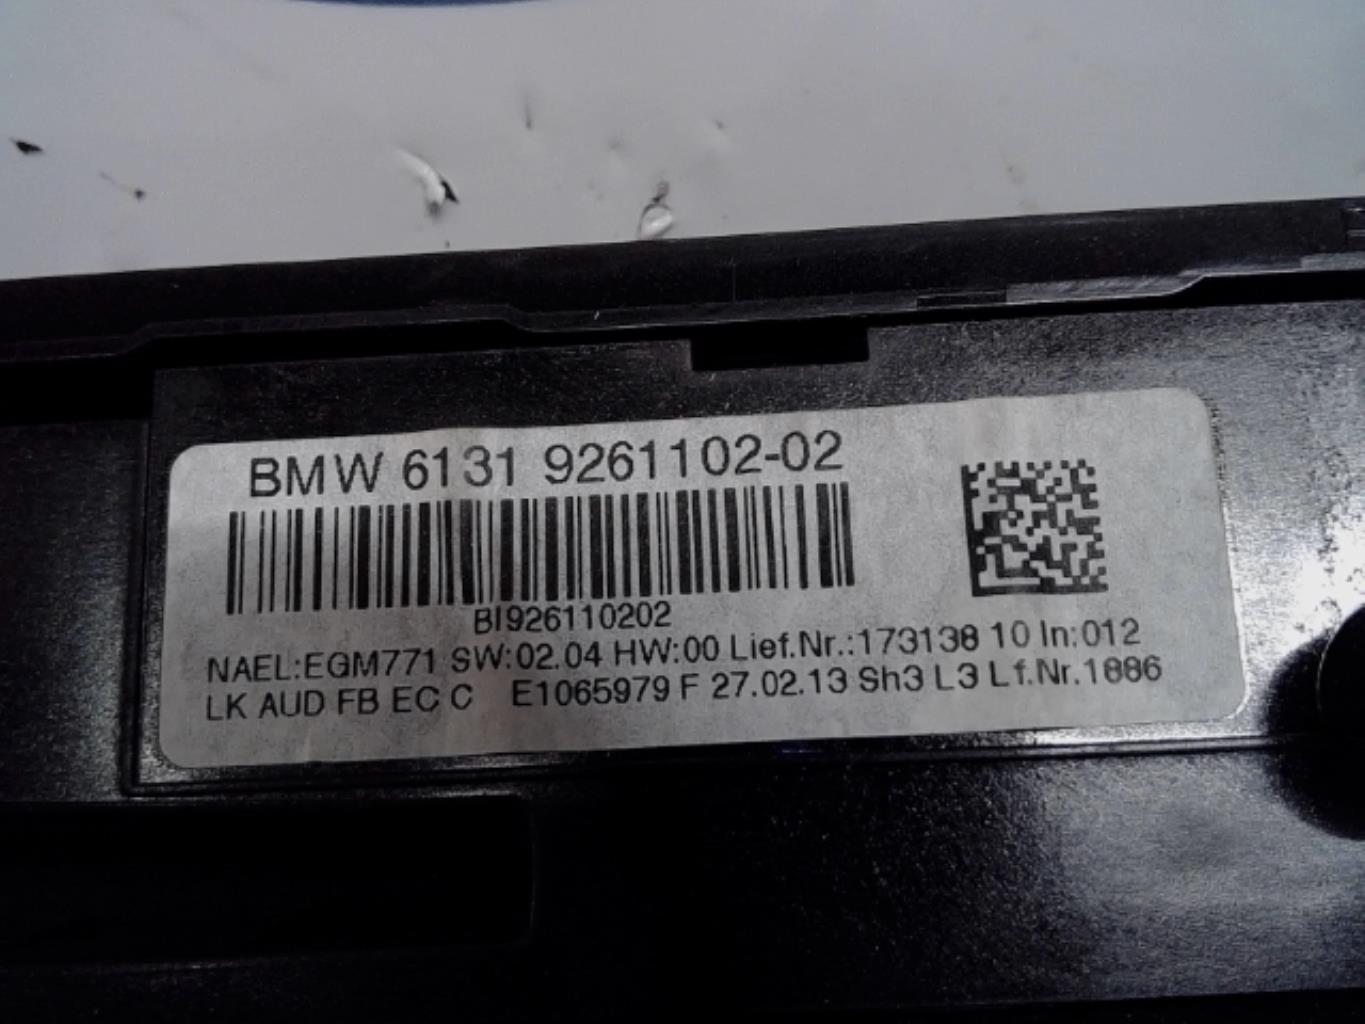 BMW 6131 9261102-02
BI926110202
NAEL:EGM771 SW:02.04 HW:00 Lief.Nr.:173138 10 In:012
LK AUD FB EC C E1065979 F 27.02.13 Sh3 L3 Lf.Nr.1886